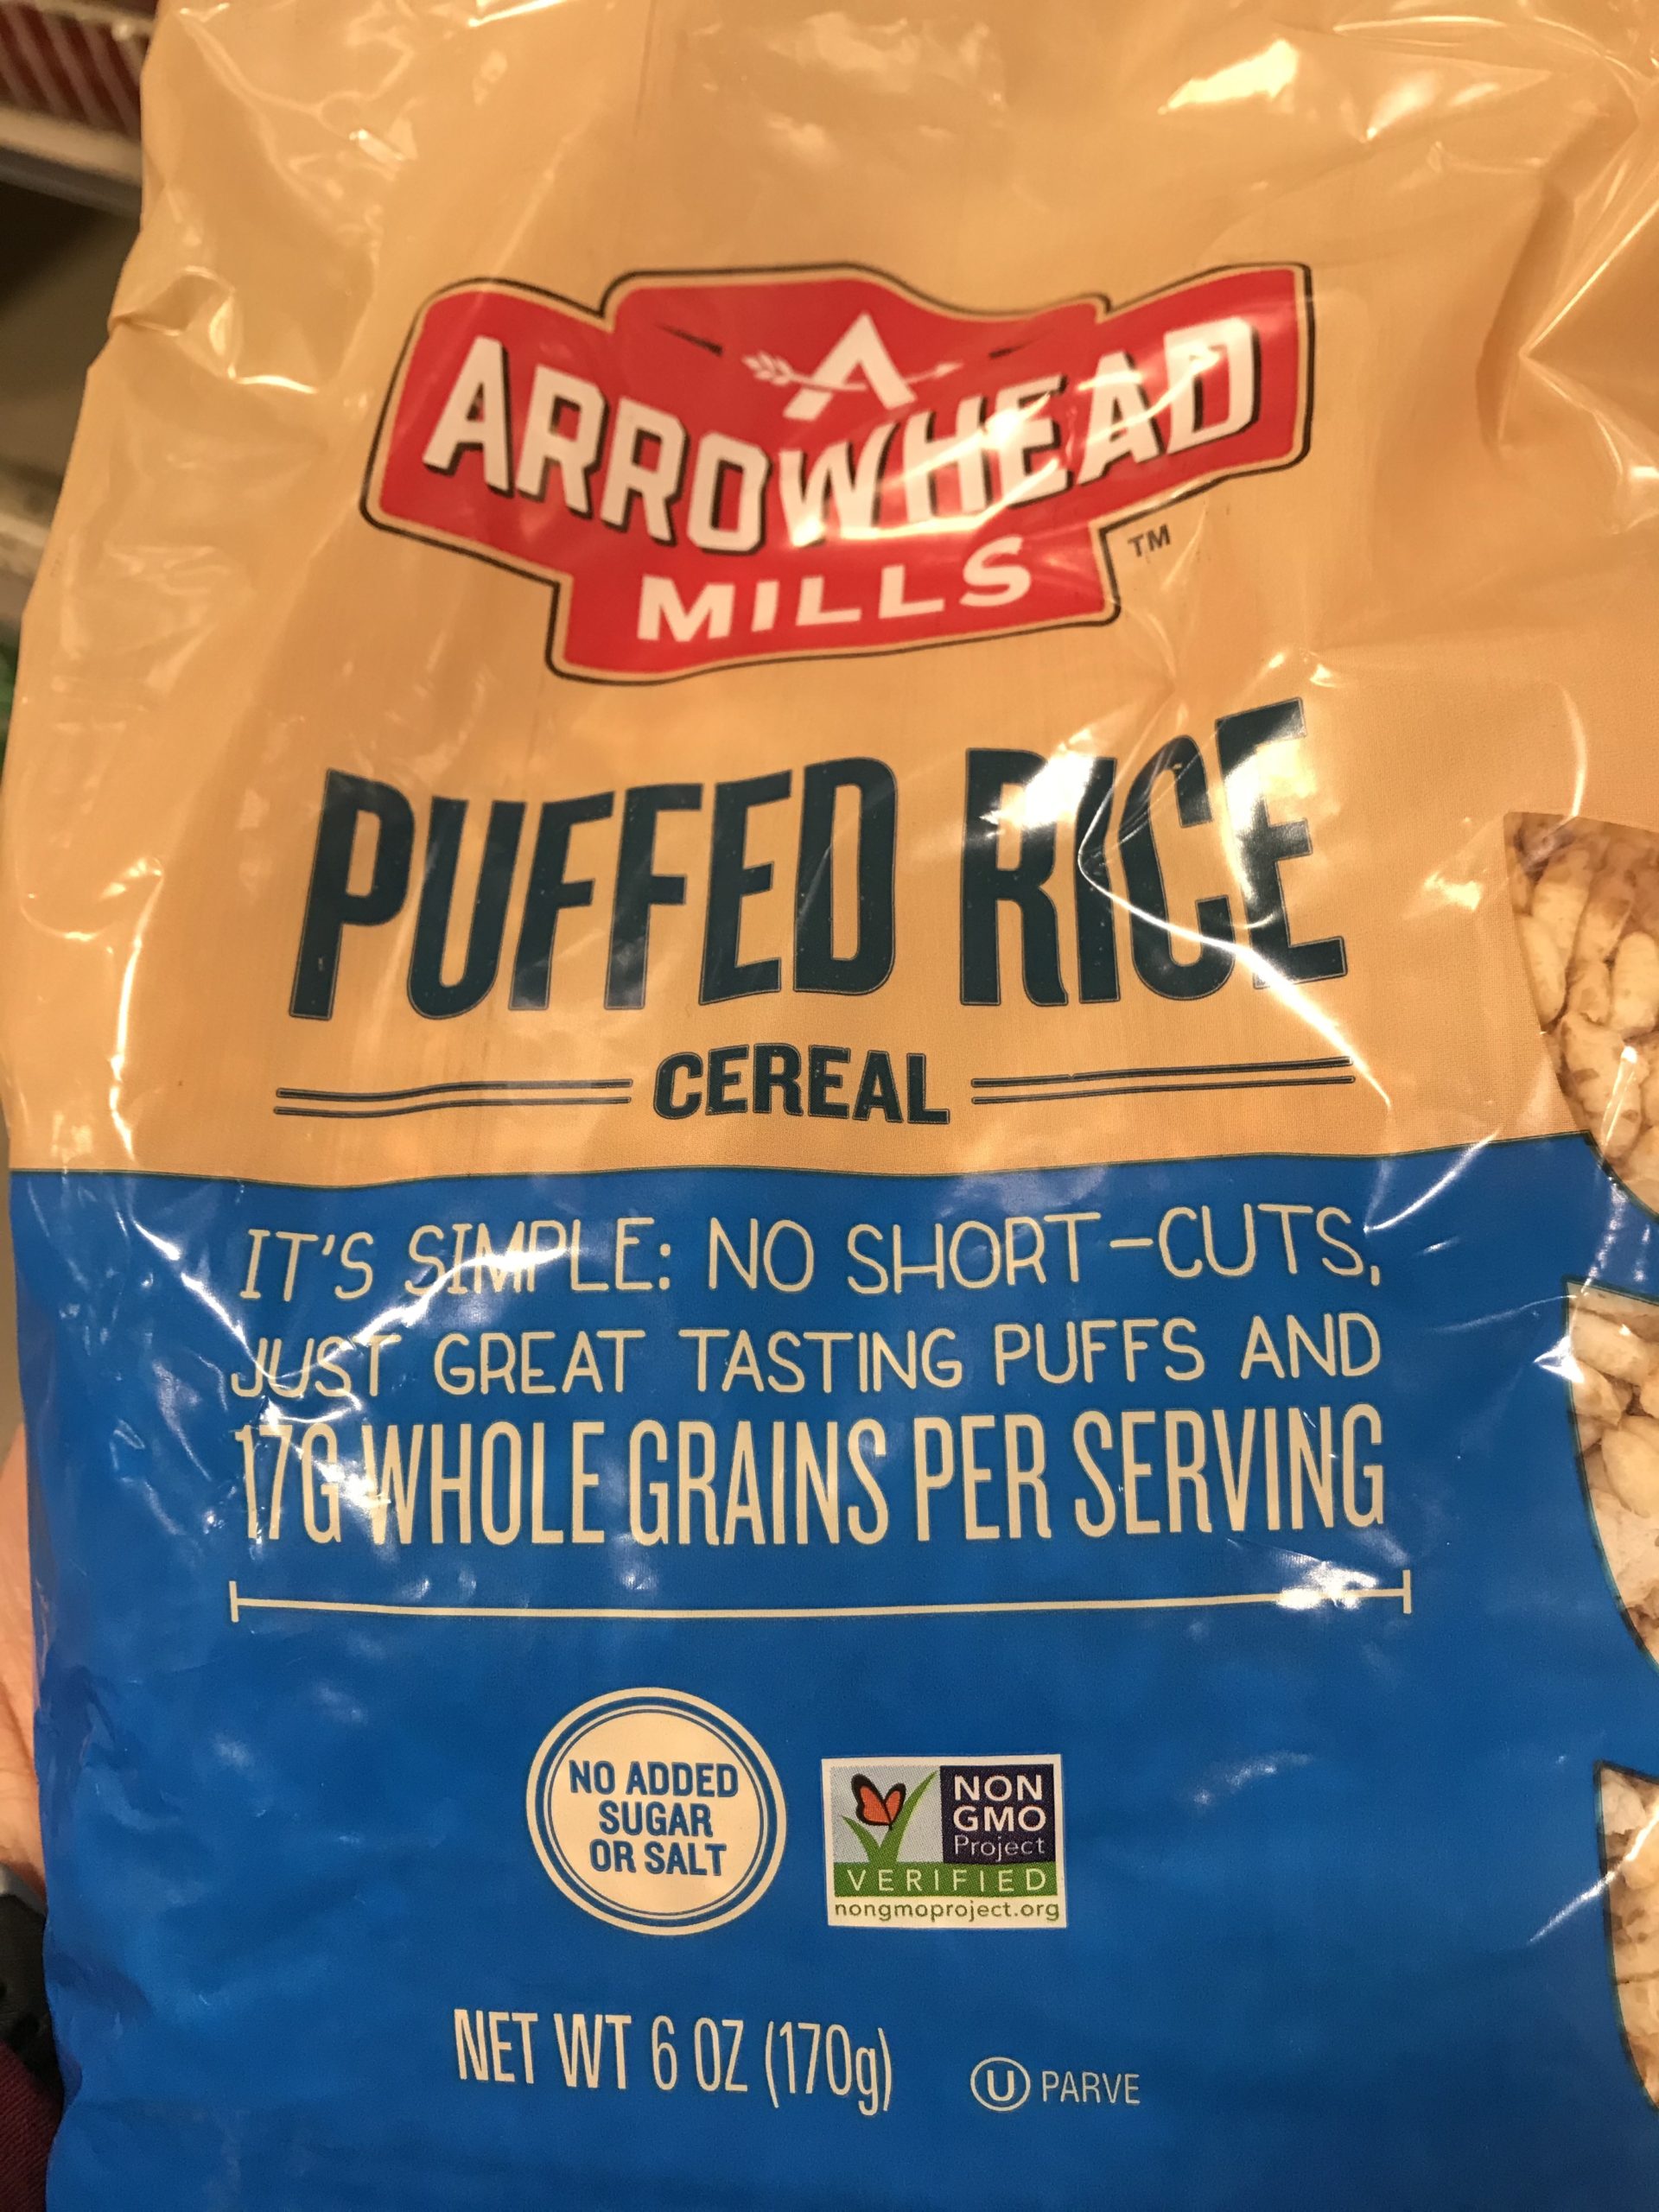 ARROWHEAD
MILLS
TM
PUFFED RICE
CEREAL
IT'S SIMPLE: NO SHORT-CUTS,
JUST GREAT TASTING PUFFS AND
17G WHOLE GRAINS PER SERVING
NO ADDED
SUGAR
OR SALT
NON
GMO
Project
VERIFIED
nongmoproject.org
NET WT 6 OZ (170g)
U PARVE